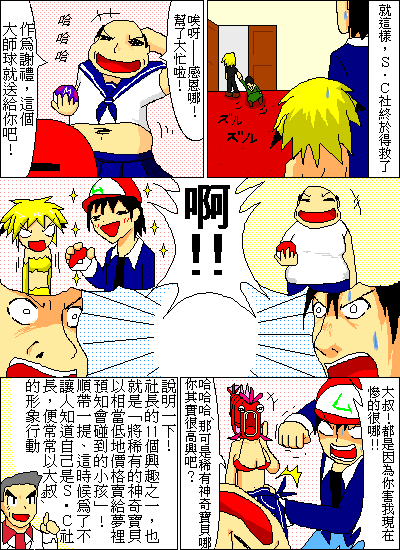 就這樣，S·C社終於得救了
ズル
ズル
唉呀——感恩哪！
幫了大忙啦！
哈哈哈
作為謝禮，這個
大師球就送給你吧！
啊！！
大叔—都是因為你害我現在
慘的很哪！！
哈哈哈那可是稀有神奇寶貝哪
你其實很高興吧？
說明一下！
社長的11個興趣之一，也
就是「將稀有的神奇寶貝
以相當低地價格賣給夢裡
預知會碰到的小孩」！
順帶一提、這時候為了不
讓人知道自己是S·C社
長，便常常以大叔
的形象行動